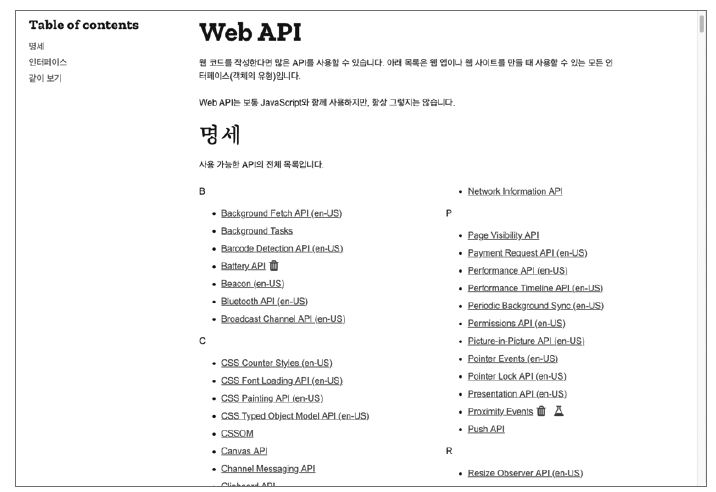 Table of contents
명세
인터페이스
같이 보기
Web API
웹 코드를 작성한다면 많은 API를 사용할 수 있습니다. 아래 목록은 웹 앱이나 웹 사이트를 만들 때 사용할 수 있는 모든 인
터페이스(객체의 유형)입니다.
Web API는 보통 JavaScript와 함께 사용하지만, 항상 그렇지는 않습니다.
명세
사용 가능한 API의 전체 목록입니다.
B
Background Fetch API (en-US)
Background Tasks
Barcode Detection API (en-US)
Battery API
Beacon (en-US)
Bluetooth API (en-US)
Broadcast Channel API (en-US)
C
CSS Counter Styles (en-US)
CSS Font Loading API (en-US)
CSS Painting API (en-US)
CSS Typed Object Model API (en-US)
CSSOM
Canvas API
Channel Messaging API
Clipboard API
Network Information API
P
Page Visibility API
Payment Request API (en-US)
Performance API (en-US)
Performance Timeline API (en-US)
Periodic Background Sync (en-US)
Permissions API (en-US)
Picture-in-Picture API (en-US)
Pointer Events (en-US)
Pointer Lock API (en-US)
Presentation API (en-US)
Proximity Events
Push API
R
Resize Observer API (en-US)